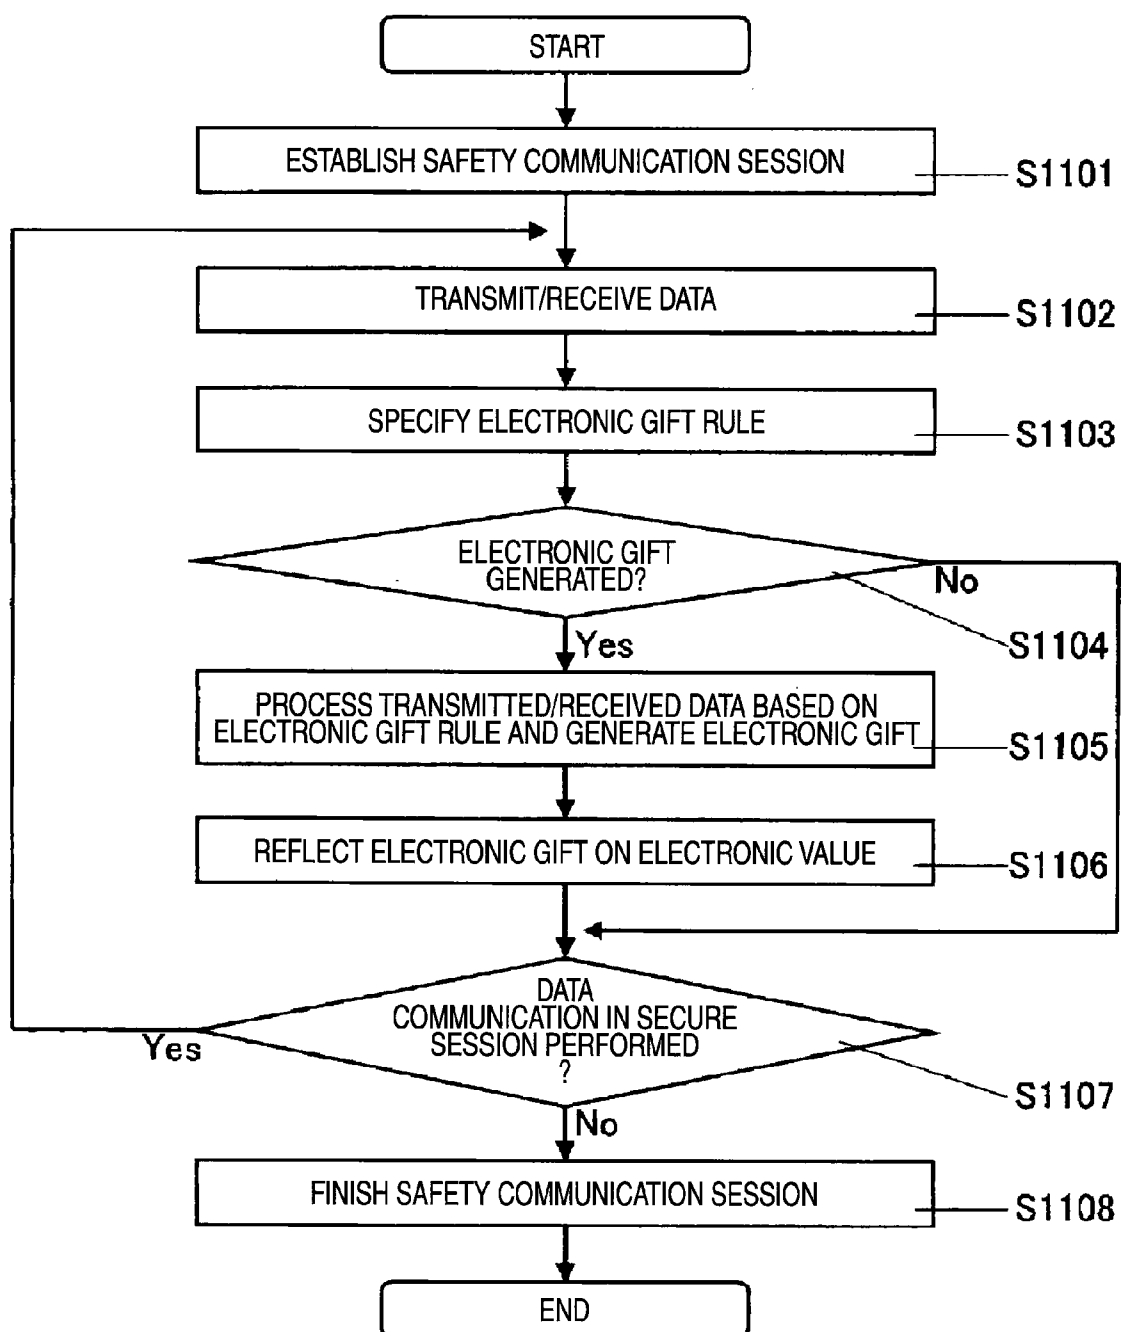 START
ESTABLISH SAFETY COMMUNICATION SESSION
S1101
TRANSMIT/RECEIVE DATA
S1102
SPECIFY ELECTRONIC GIFT RULE
S1103
ELECTRONIC GIFT
GENERATED?
No
S1104
Yes
PROCESS TRANSMITTED/RECEIVED DATA BASED ON
ELECTRONIC GIFT RULE AND GENERATE ELECTRONIC GIFT
S1105
REFLECT ELECTRONIC GIFT ON ELECTRONIC VALUE
S1106
DATA
COMMUNICATION IN SECURE
SESSION PERFORMED
?
Yes
S1107
No
FINISH SAFETY COMMUNICATION SESSION
S1108
END